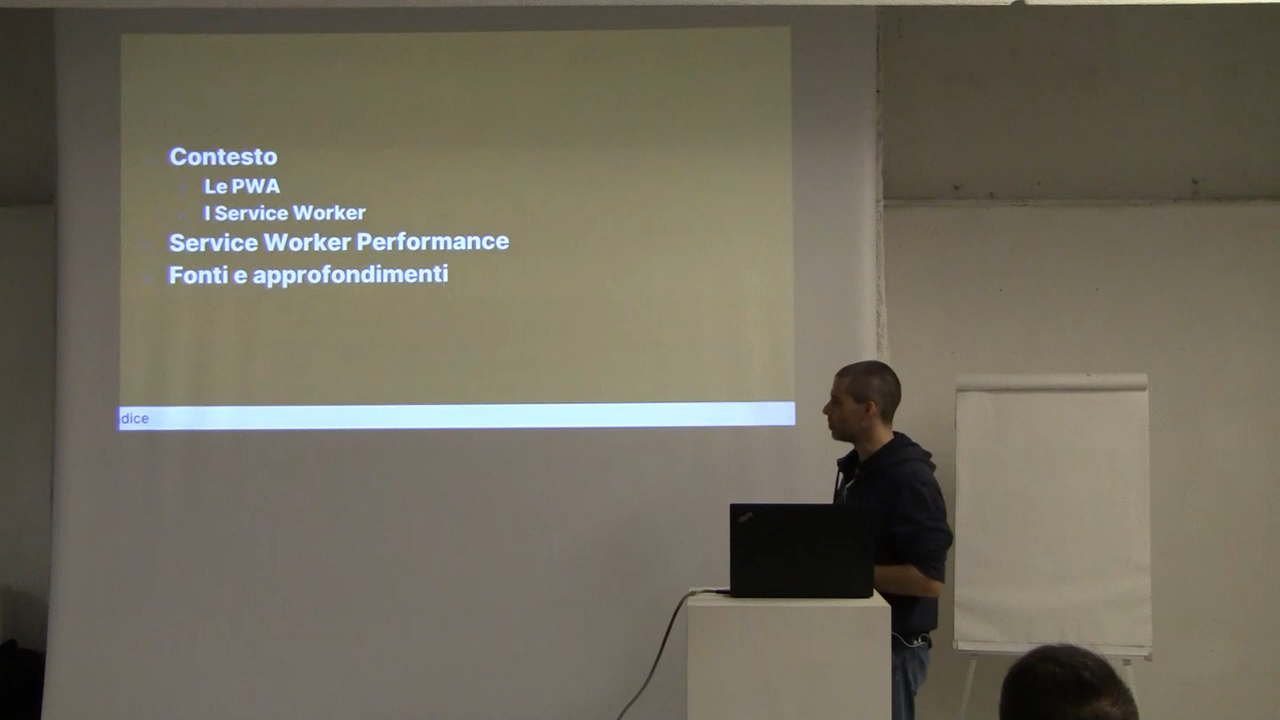 Contesto
Le PWA
I Service Worker
Service Worker Performance
Fonti e approfondimenti
dice